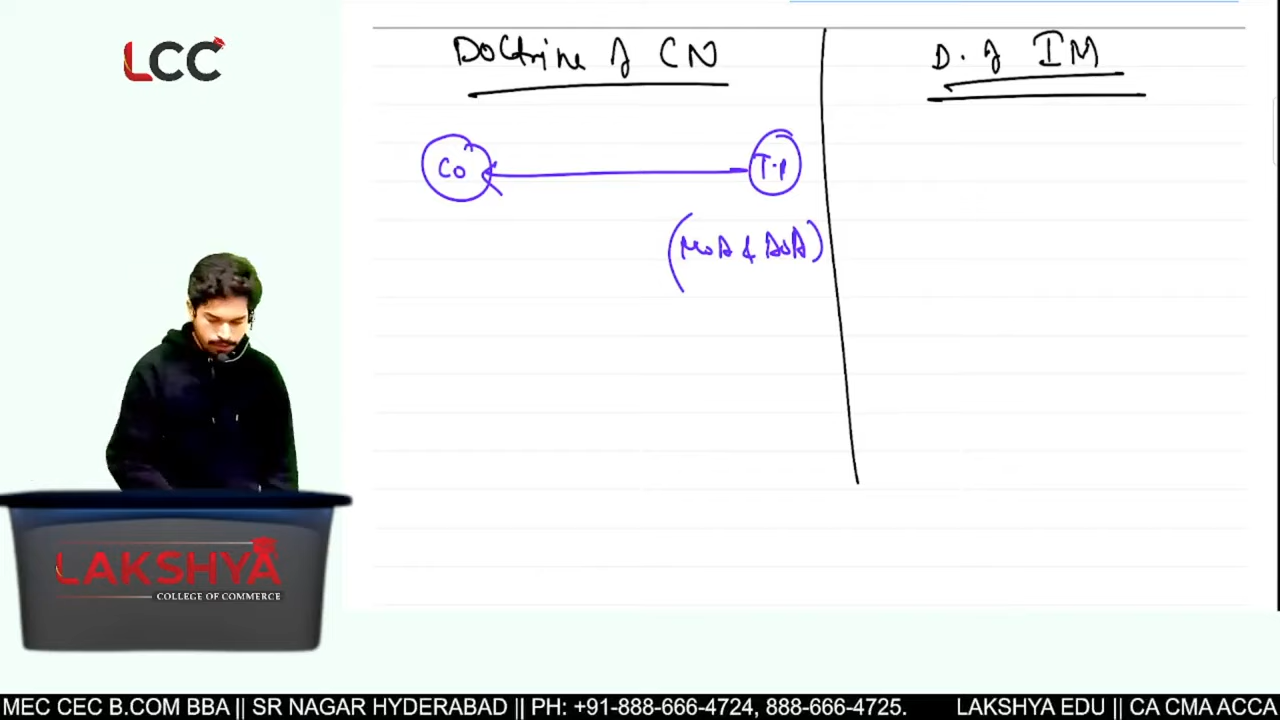 LCC
Doctrine of CN
D. of IM
Co
T.P
(MOA & AOA)
LAKSHYA
COLLEGE OF COMMERCE
MEC CEC B.COM BBA || SR NAGAR HYDERABAD || PH: +91-888-666-4724, 888-666-4725.
LAKSHYA EDU || CA CMA ACCA